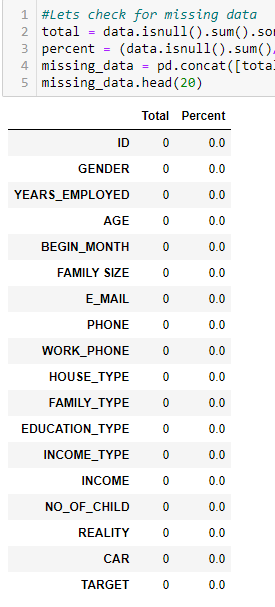 1 #Lets check for missing data
2 total = data.isnull().sum().sor
3 percent = (data.isnull().sum()/
4 missing_data = pd.concat([total
5 missing_data.head(20)
Total Percent
ID 0 0.0
GENDER 0 0.0
YEARS_EMPLOYED 0 0.0
AGE 0 0.0
BEGIN_MONTH 0 0.0
FAMILY SIZE 0 0.0
E_MAIL 0 0.0
PHONE 0 0.0
WORK_PHONE 0 0.0
HOUSE_TYPE 0 0.0
FAMILY_TYPE 0 0.0
EDUCATION_TYPE 0 0.0
INCOME_TYPE 0 0.0
INCOME 0 0.0
NO_OF_CHILD 0 0.0
REALITY 0 0.0
CAR 0 0.0
TARGET 0 0.0